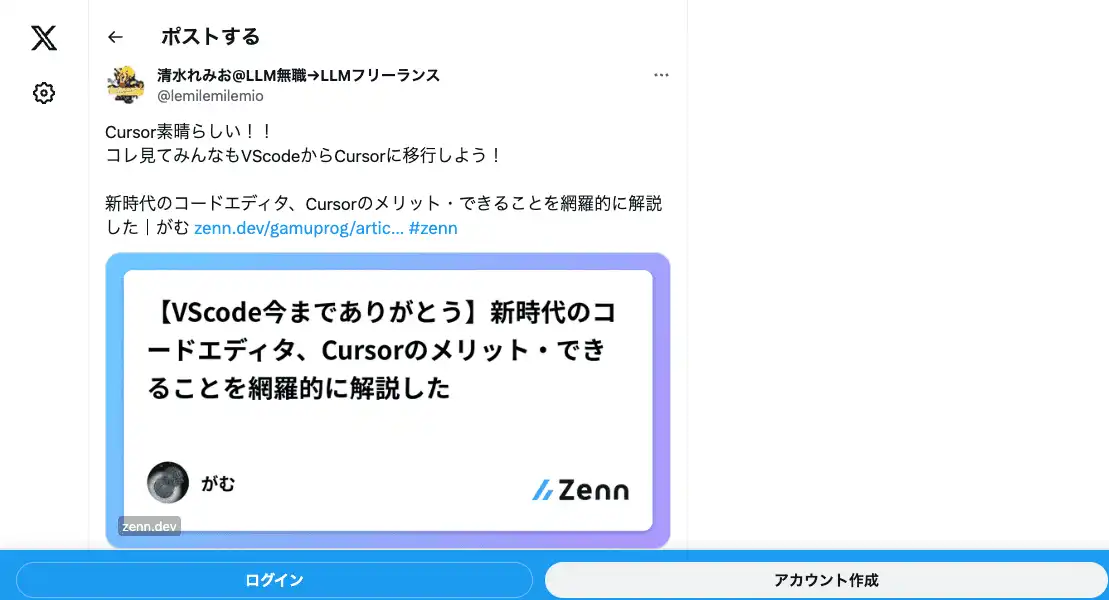 ポストする
清水れみお@LLM無職→LLMフリーランス
@lemilemilemio
Cursor素晴らしい！！
コレ見てみんなもVScodeからCursorに移行しよう！
新時代のコードエディタ、Cursorのメリット・できることを網羅的に解説
した｜がむ zenn.dev/gamuprog/artic… #zenn
【VScode今までありがとう】新時代のコ
ードエディタ、Cursorのメリット・でき
ることを網羅的に解説した
がむ
Zenn
zenn.dev
ログイン
アカウント作成